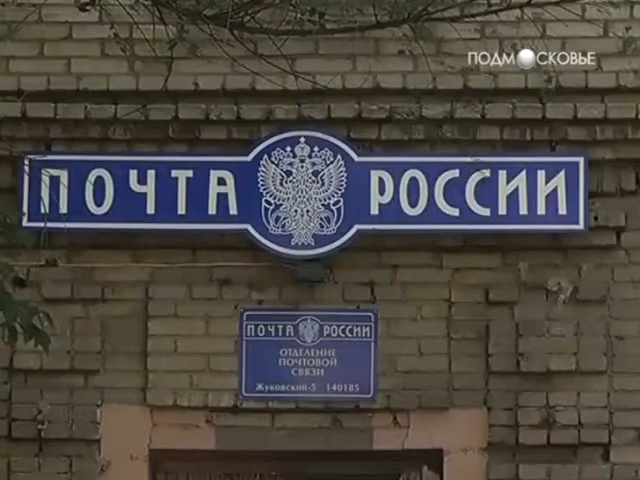 ПОДМОСКОВЬЕ
ПОЧТА РОССИИ
ПОЧТА РОССИИ
ОТДЕЛЕНИЕ
ПОЧТОВОЙ
СВЯЗИ
Жуковский-5 140185